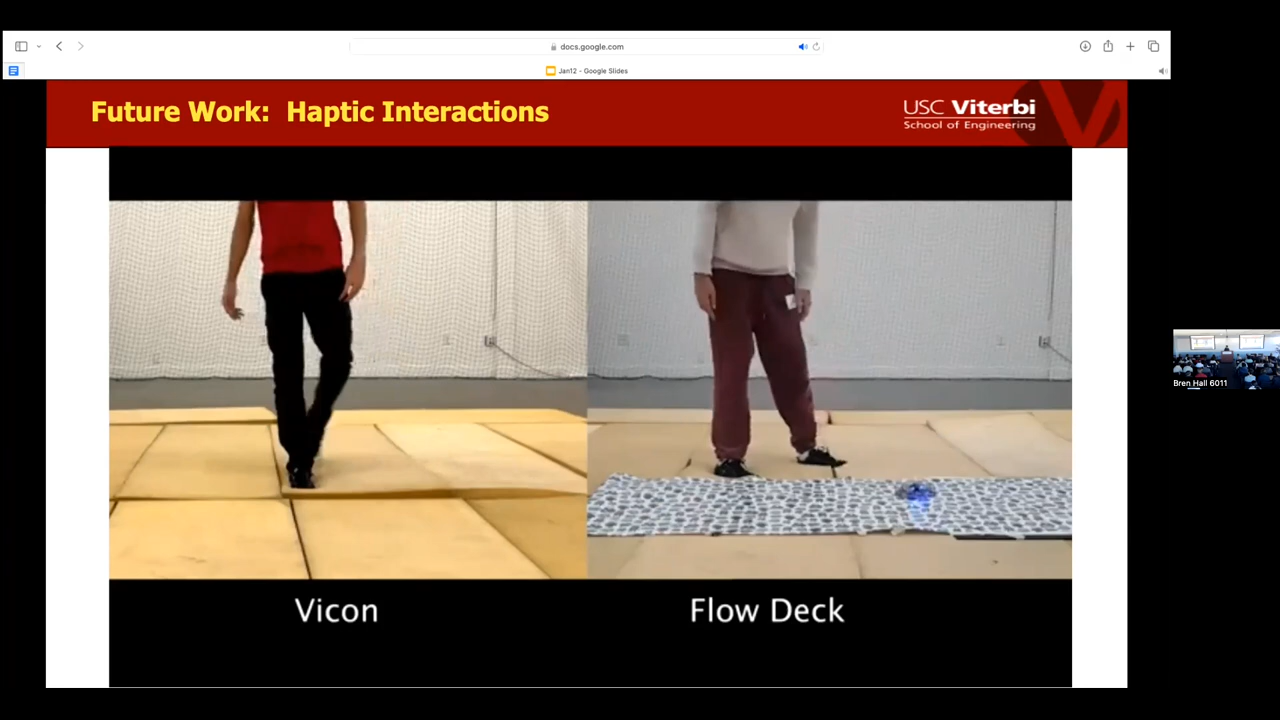 docs.google.com
Jan12 - Google Slides
Future Work: Haptic Interactions
USC Viterbi
School of Engineering
Bren Hall 6011
Vicon
Flow Deck